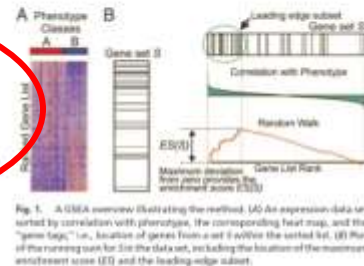 A Phenotype
Classes
A B
Ranked Gene List
B
Gene set S
Leading edge subset
Gene set S
Correlation with Phenotype
Random Walk
ES(S)
Gene List Rank
Maximum deviation
from zero provides the
enrichment score ES(S)
Fig. 1. A GSEA overview illustrating the method. (A) An expression data set
sorted by correlation with phenotype, the corresponding heat map, and the
"gene tags," i.e., location of genes from a set S within the sorted list. (B) Plot
of the running sum for S in the data set, including the location of the maximum
enrichment score (ES) and the leading-edge subset.